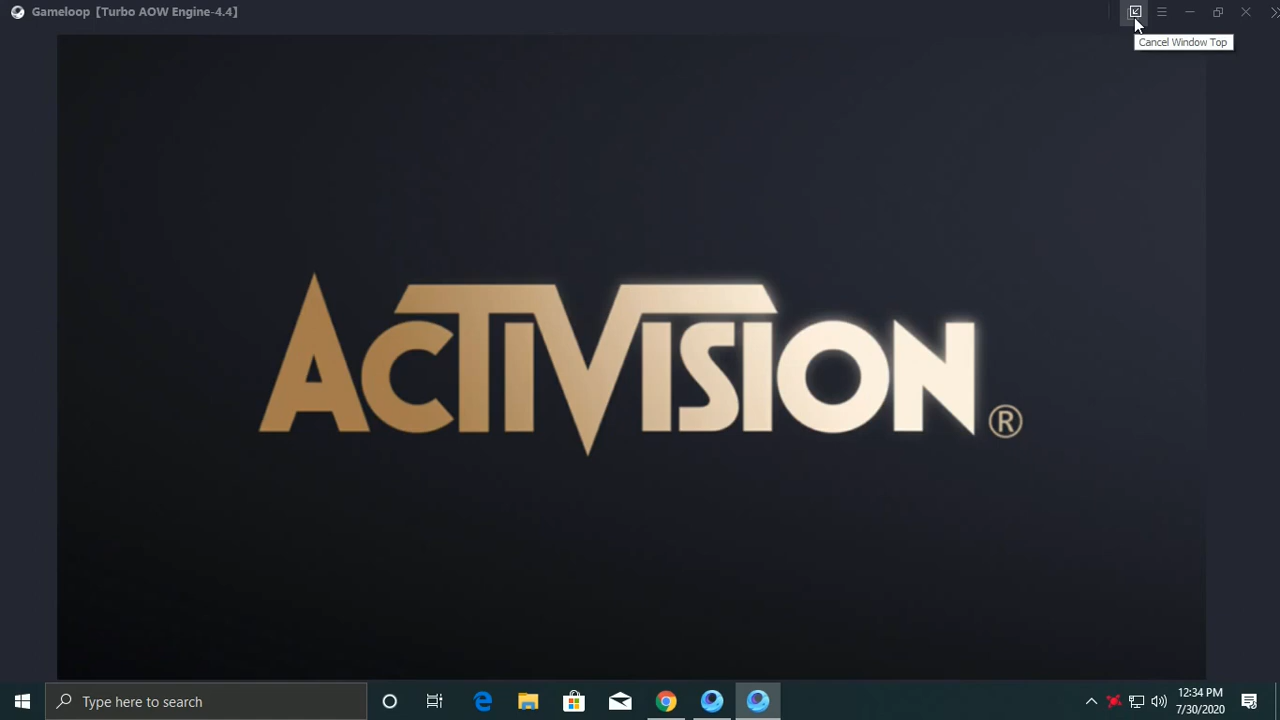 Gameloop【Turbo AOW Engine-4.4】
Cancel Window Top
ACTIVISION®
Type here to search
12:34 PM
7/30/2020